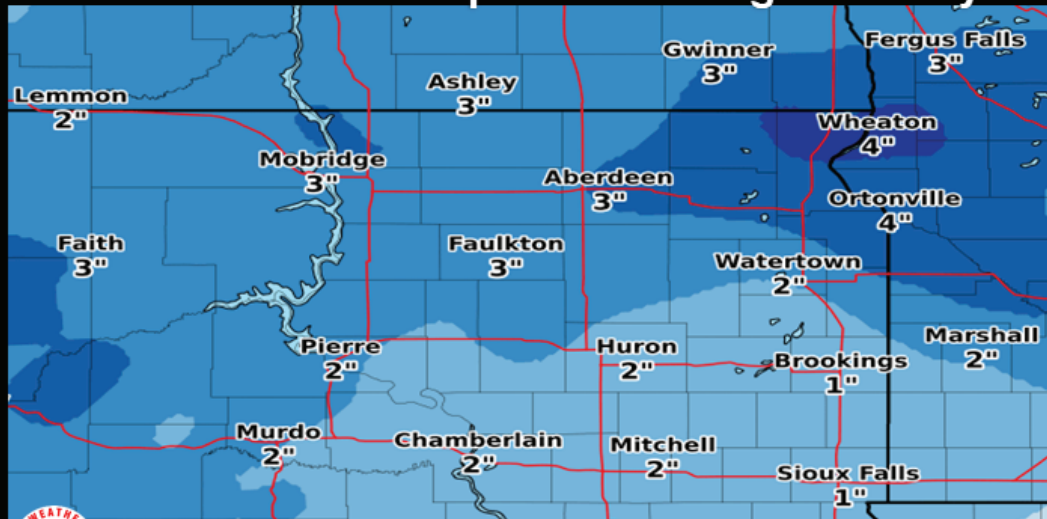 Gwinner
3"
Fergus Falls
3"
Ashley
3"
Lemmon
2"
Wheaton
4"
Mobridge
3"
Aberdeen
3"
Ortonville
4"
Faith
3"
Faulkton
3"
Watertown
2"
Marshall
2"
Pierre
2"
Huron
2"
Brookings
1"
Murdo
2"
Chamberlain
2"
Mitchell
2"
Sioux Falls
1"
WEATHE